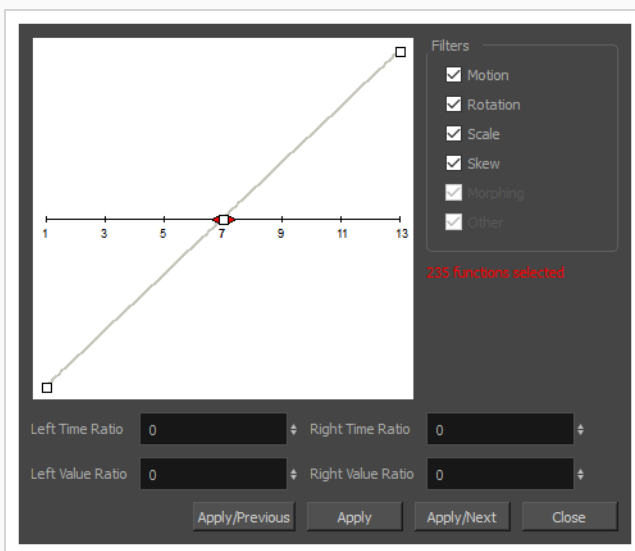 Filters
Motion
Rotation
Scale
Skew
Morphing
Other
1 3 5 7 9 11 13
235 functions selected
Left Time Ratio 0 Right Time Ratio 0
Left Value Ratio 0 Right Value Ratio 0
Apply/Previous Apply Apply/Next Close